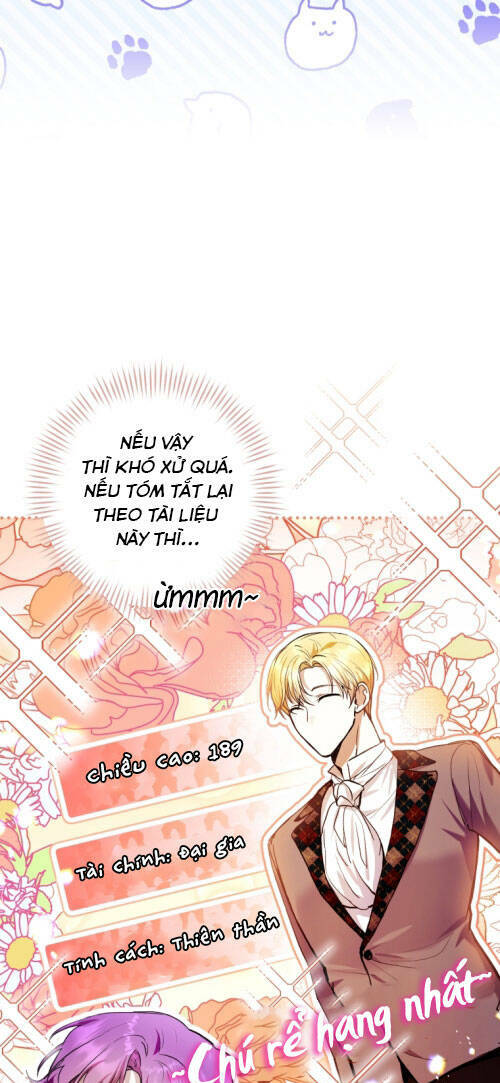 NẾU VẬY
THÌ KHÓ XỬ QUÁ.
NẾU TÓM TẮT LẠI
THEO TÀI LIỆU
NÀY THÌ...
ừmmm~
Chiều cao: 189
Tài chính: Đại gia
Tính cách: Thiên thần
~Chú rể hạng nhất~